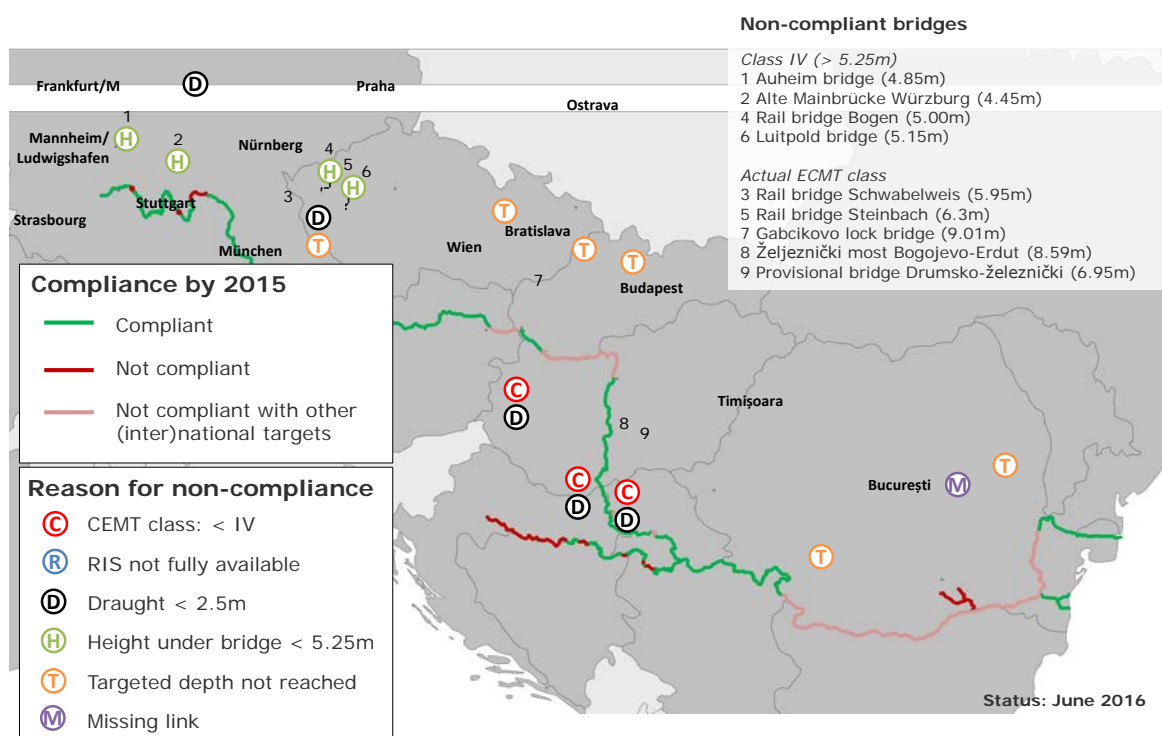 Non-compliant bridges
Class IV (> 5.25m)
1 Auheim bridge (4.85m)
2 Alte Mainbrücke Würzburg (4.45m)
4 Rail bridge Bogen (5.00m)
6 Luitpold bridge (5.15m)
Actual ECMT class
3 Rail bridge Schwabelweis (5.95m)
5 Rail bridge Steinbach (6.3m)
7 Gabcikovo lock bridge (9.01m)
8 Željeznički most Bogojevo-Erdut (8.59m)
9 Provisional bridge Drumsko-železnički (6.95m)
Frankfurt/M
D
Praha
Ostrava
1
Mannheim/
Ludwigshafen
H
2
H
Nürnberg
4
H
5
H
6
3
?
Strasbourg
Stuttgart
D
T
München
Wien
T
Bratislava
T
T
Budapest
7
Compliance by 2015
Compliant
Not compliant
Not compliant with other
(inter)national targets
C
D
Timișoara
8
9
C
D
C
D
București
M
T
T
Reason for non-compliance
C CEMT class: < IV
R RIS not fully available
D Draught < 2.5m
H Height under bridge < 5.25m
T Targeted depth not reached
M Missing link
Status: June 2016